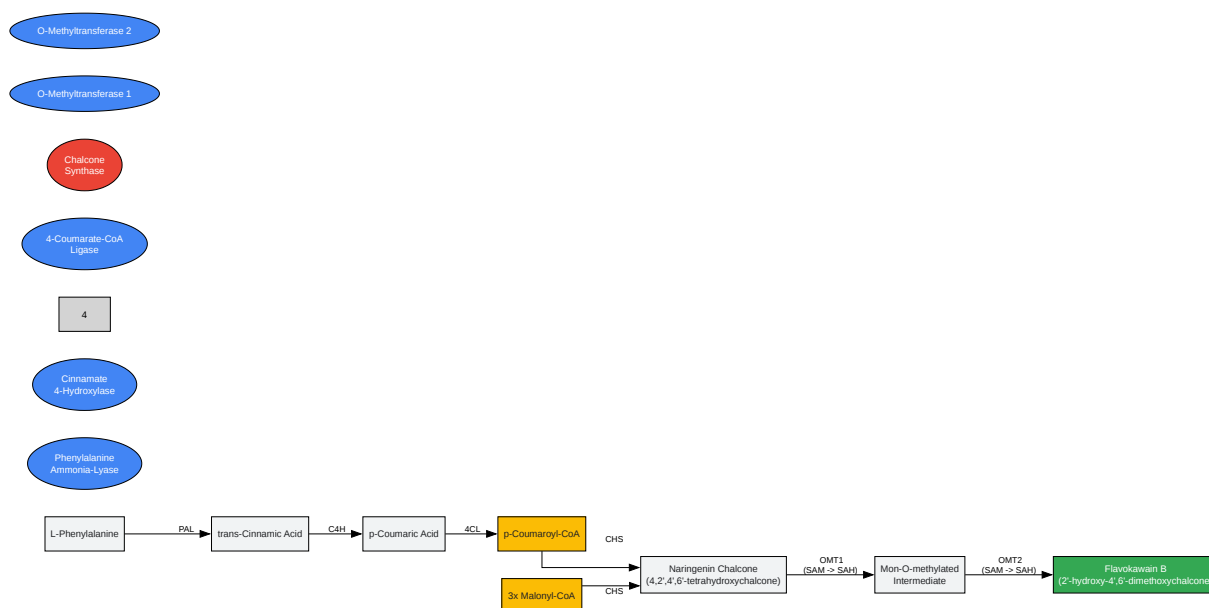 O-Methyltransferase 2
O-Methyltransferase 1
Chalcone
Synthase
4-Coumarate-CoA
Ligase
4
Cinnamate
4-Hydroxylase
Phenylalanine
Ammonia-Lyase
L-Phenylalanine
PAL
trans-Cinnamic Acid
C4H
p-Coumaric Acid
4CL
p-Coumaroyl-CoA
CHS
3x Malonyl-CoA
CHS
Naringenin Chalcone
(4,2',4',6'-tetrahydroxychalcone)
OMT1
(SAM -> SAH)
Mon-O-methylated
Intermediate
OMT2
(SAM -> SAH)
Flavokawain B
(2'-hydroxy-4',6'-dimethoxychalcone)